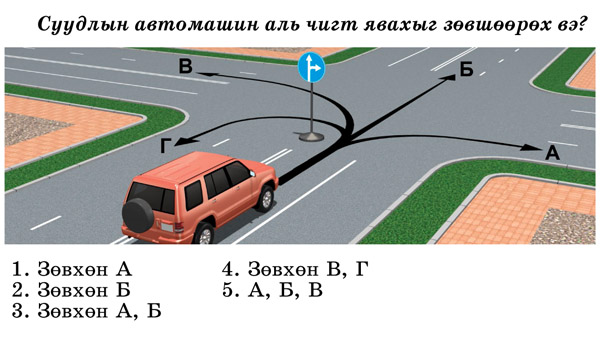 Суудлын автомашин аль чигт явахыг зөвшөөрөх вэ?
В
Б
Г
А
1. Зөвхөн А
2. Зөвхөн Б
3. Зөвхөн А, Б
4. Зөвхөн В, Г
5. А, Б, В